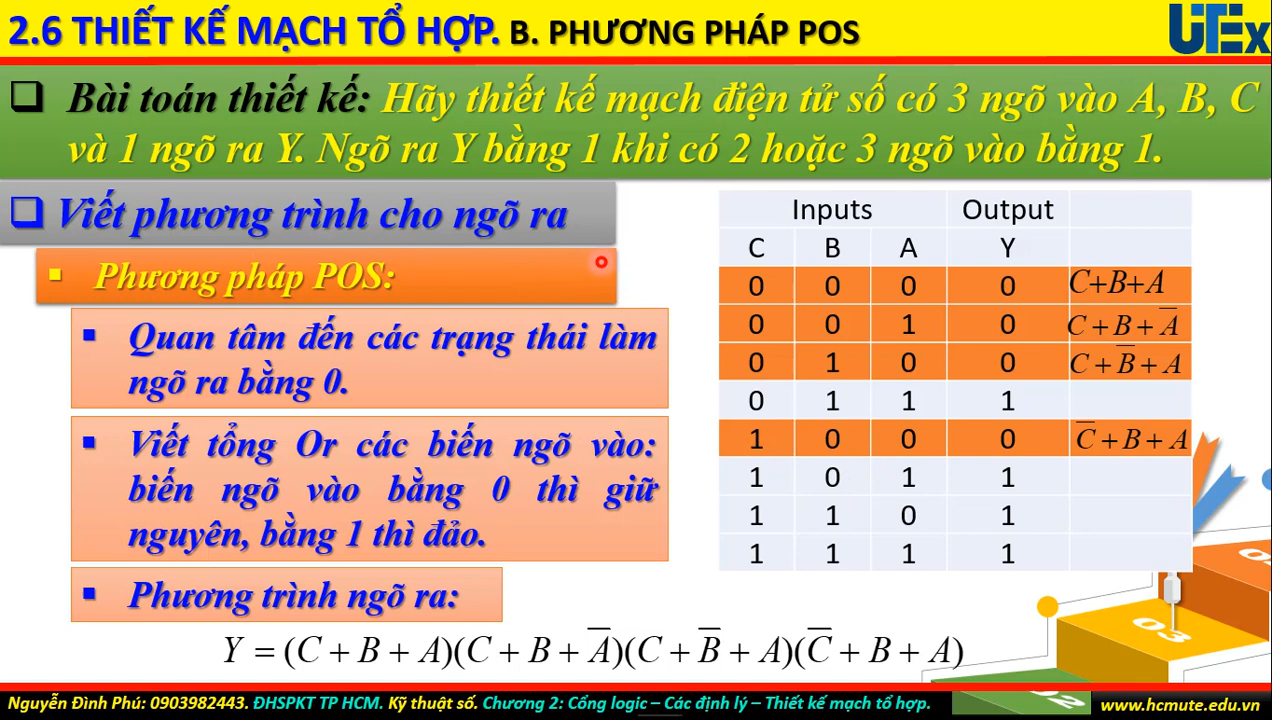 2.6 THIẾT KẾ MẠCH TỔ HỢP. B. PHƯƠNG PHÁP POS
UTEx
Bài toán thiết kế: Hãy thiết kế mạch điện tử số có 3 ngõ vào A, B, C
và 1 ngõ ra Y. Ngõ ra Y bằng 1 khi có 2 hoặc 3 ngõ vào bằng 1.
Viết phương trình cho ngõ ra
Phương pháp POS:
Quan tâm đến các trạng thái làm
ngõ ra bằng 0.
Viết tổng Or các biến ngõ vào:
biến ngõ vào bằng 0 thì giữ
nguyên, bằng 1 thì đảo.
Phương trình ngõ ra:
Inputs Output
C B A Y
0 0 0 0 C+B+A
0 0 1 0 C + B + A̅
0 1 0 0 C + B̅ + A
0 1 1 1
1 0 0 0 C̅ + B + A
1 0 1 1
1 1 0 1
1 1 1 1
Y = (C + B + A)(C + B + A̅)(C + B̅ + A)(C̅ + B + A)
03
02
Nguyễn Đình Phú: 0903982443. ĐHSPKT TP HCM. Kỹ thuật số. Chương 2: Cổng logic – Các định lý – Thiết kế mạch tổ hợp.
www.hcmute.edu.vn